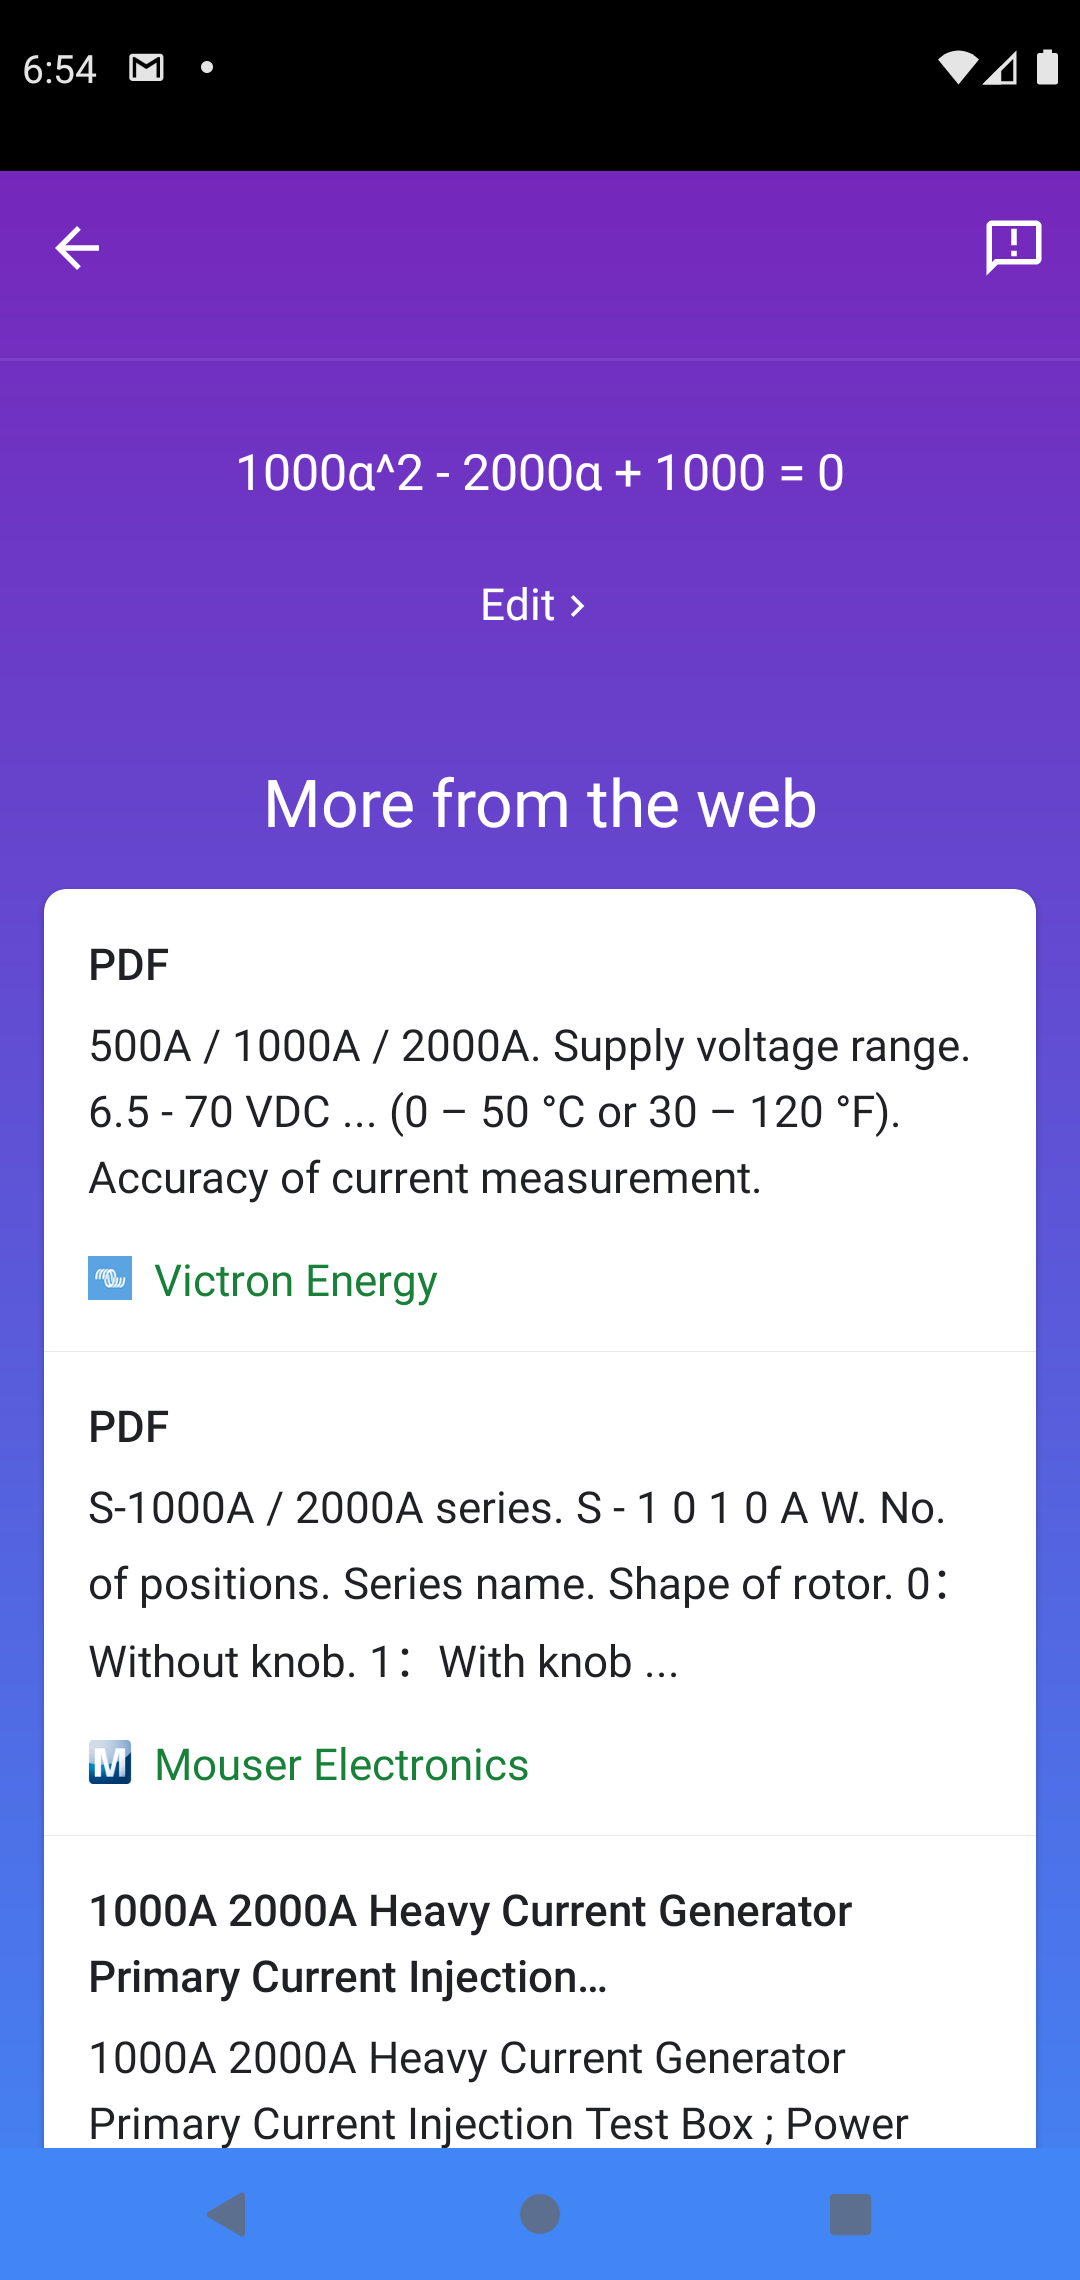 6:54
1000α^2 - 2000α + 1000 = 0
Edit
More from the web
PDF
500A / 1000A / 2000A. Supply voltage range.
6.5 - 70 VDC ... (0 – 50 °C or 30 – 120 °F).
Accuracy of current measurement.
Victron Energy
PDF
S-1000A / 2000A series. S - 1 0 1 0 A W. No.
of positions. Series name. Shape of rotor. 0：
Without knob. 1： With knob ...
M Mouser Electronics
1000A 2000A Heavy Current Generator
Primary Current Injection…
1000A 2000A Heavy Current Generator
Primary Current Injection Test Box ; Power